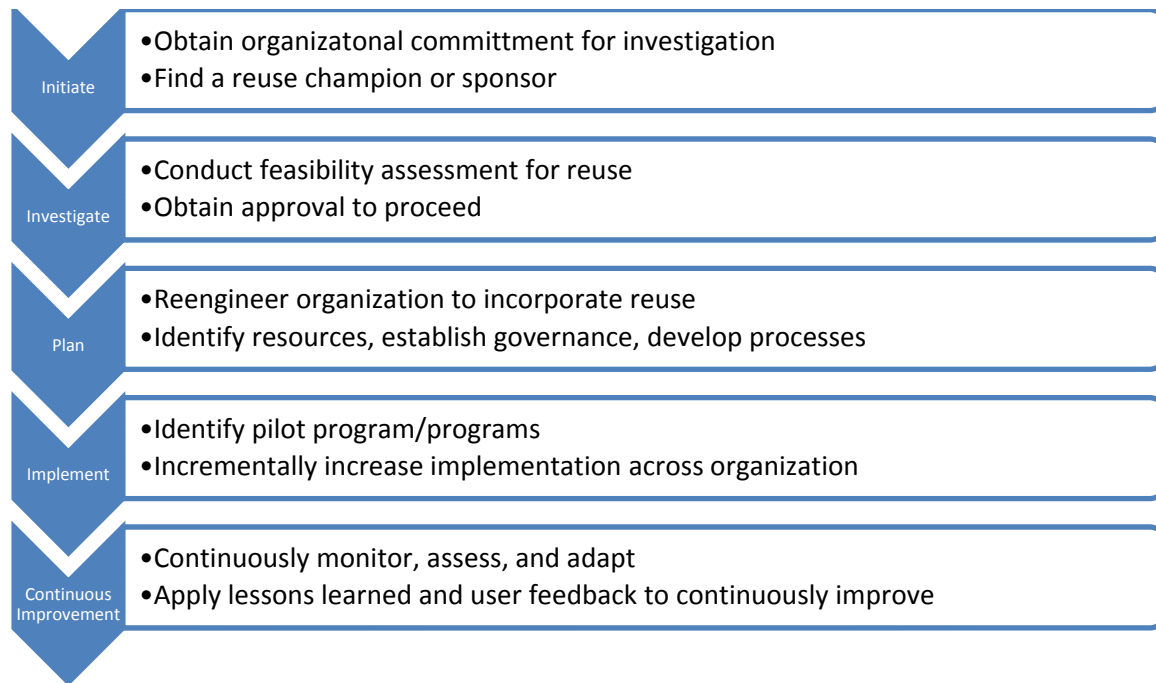 Initiate
•Obtain organizatonal committment for investigation
•Find a reuse champion or sponsor
Investigate
•Conduct feasibility assessment for reuse
•Obtain approval to proceed
Plan
•Reengineer organization to incorporate reuse
•Identify resources, establish governance, develop processes
Implement
•Identify pilot program/programs
•Incrementally increase implementation across organization
Continuous
Improvement
•Continuously monitor, assess, and adapt
•Apply lessons learned and user feedback to continuously improve